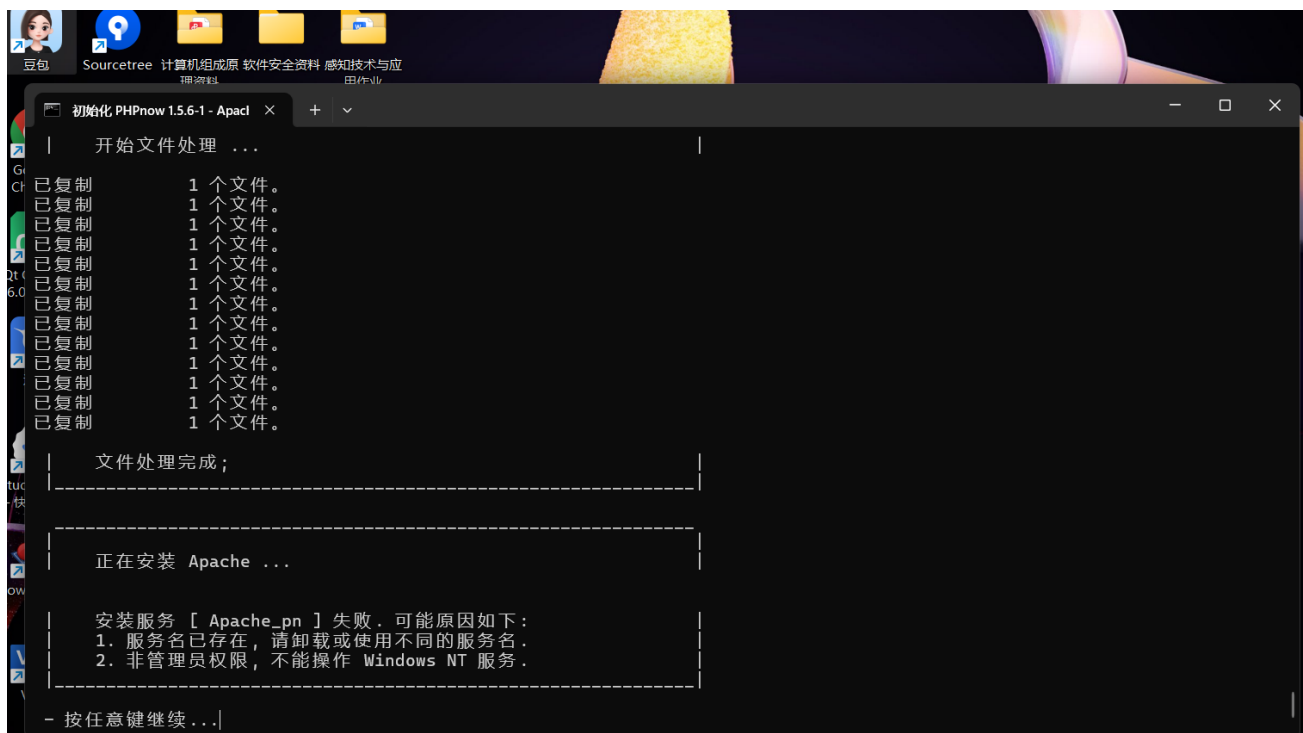 豆包
Sourcetree
计算机组成原
理资料
软件安全资料
感知技术与应
用作业
初始化 PHPnow 1.5.6-1 - Apacl
开始文件处理 ...
已复制         1 个文件。
已复制         1 个文件。
已复制         1 个文件。
已复制         1 个文件。
已复制         1 个文件。
已复制         1 个文件。
已复制         1 个文件。
已复制         1 个文件。
已复制         1 个文件。
已复制         1 个文件。
已复制         1 个文件。
已复制         1 个文件。
已复制         1 个文件。
文件处理完成;
正在安装 Apache ...
安装服务 [ Apache_pn ] 失败. 可能原因如下:
1. 服务名已存在, 请卸载或使用不同的服务名.
2. 非管理员权限, 不能操作 Windows NT 服务.
- 按任意键继续...